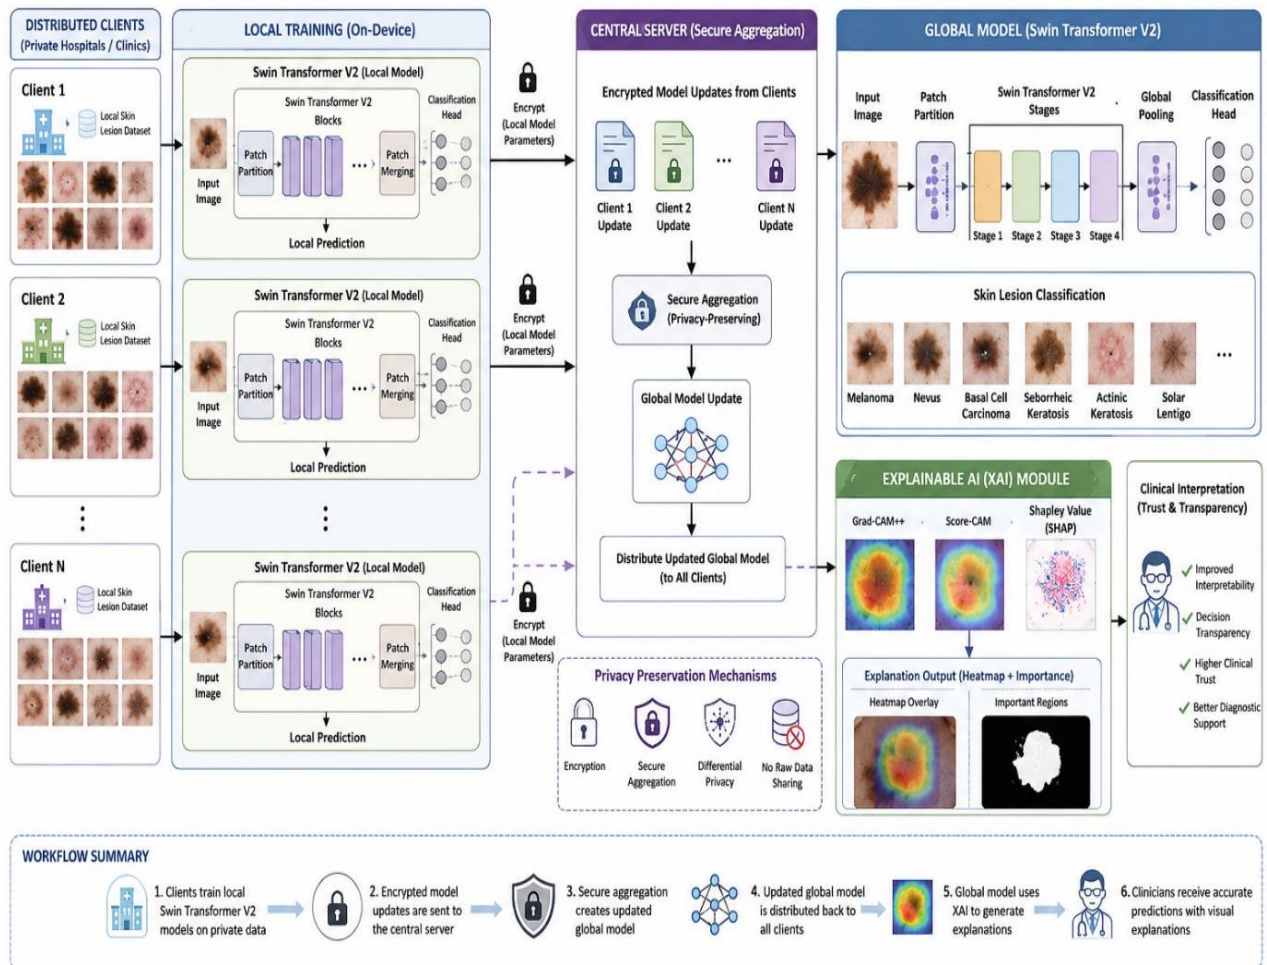 DISTRIBUTED CLIENTS
(Private Hospitals / Clinics)
Client 1
Local Skin
Lesion Dataset
Client 2
Local Skin
Lesion Dataset
Client N
Local Skin
Lesion Dataset
LOCAL TRAINING (On-Device)
Swin Transformer V2 (Local Model)
Swin Transformer V2
Blocks
Classification
Head
Patch
Partition
Patch
Merging
Input
Image
Local Prediction
Swin Transformer V2 (Local Model)
Swin Transformer V2
Blocks
Classification
Head
Patch
Partition
Patch
Merging
Input
Image
Local Prediction
Swin Transformer V2 (Local Model)
Swin Transformer V2
Blocks
Classification
Head
Patch
Partition
Patch
Merging
Input
Image
Local Prediction
Encrypt
(Local Model
Parameters)
Encrypt
(Local Model
Parameters)
Encrypt
(Local Model
Parameters)
CENTRAL SERVER (Secure Aggregation)
Encrypted Model Updates from Clients
Client 1
Update
Client 2
Update
Client N
Update
Secure Aggregation
(Privacy-Preserving)
Global Model Update
Distribute Updated Global Model
(to All Clients)
Privacy Preservation Mechanisms
Encryption
Secure
Aggregation
Differential
Privacy
No Raw Data
Sharing
GLOBAL MODEL (Swin Transformer V2)
Input
Image
Patch
Partition
Swin Transformer V2
Stages
Global
Pooling
Classification
Head
Stage 1
Stage 2
Stage 3
Stage 4
Skin Lesion Classification
Melanoma
Nevus
Basal Cell
Carcinoma
Seborrheic
Keratosis
Actinic
Keratosis
Solar
Lentigo
EXPLAINABLE AI (XAI) MODULE
Grad-CAM++
Score-CAM
Shapley Value
(SHAP)
Explanation Output (Heatmap + Importance)
Heatmap Overlay
Important Regions
Clinical Interpretation
(Trust & Transparency)
Improved
Interpretability
Decision
Transparency
Higher Clinical
Trust
Better Diagnostic
Support
WORKFLOW SUMMARY
1. Clients train local
Swin Transformer V2
models on private data
2. Encrypted model
updates are sent to
the central server
3. Secure aggregation
creates updated
global model
4. Updated global model
is distributed back to
all clients
5. Global model uses
XAI to generate
explanations
6. Clinicians receive accurate
predictions with visual
explanations